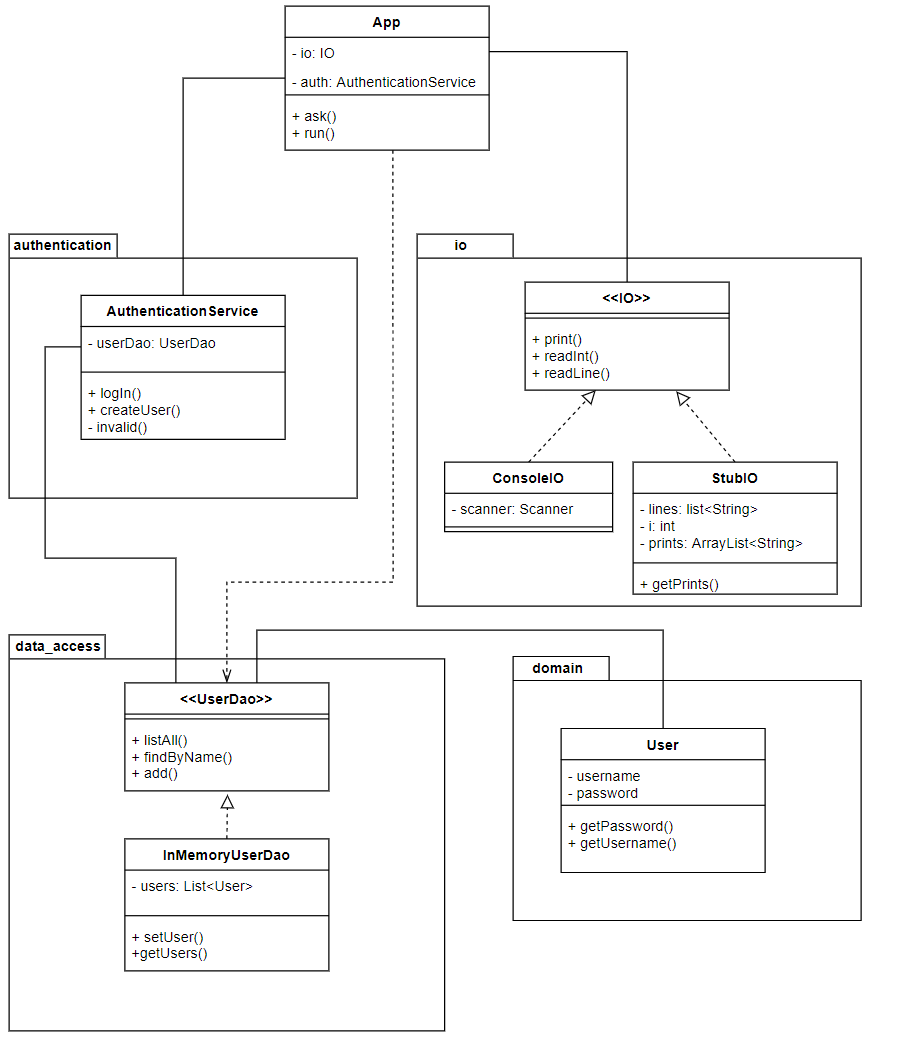 App
- io: IO
- auth: AuthenticationService
+ ask()
+ run()
authentication
AuthenticationService
- userDao: UserDao
+ logIn()
+ createUser()
- invalid()
io
<<IO>>
+ print()
+ readInt()
+ readLine()
ConsoleIO
- scanner: Scanner
StubIO
- lines: list<String>
- i: int
- prints: ArrayList<String>
+ getPrints()
data_access
<<UserDao>>
+ listAll()
+ findByName()
+ add()
InMemoryUserDao
- users: List<User>
+ setUser()
+getUsers()
domain
User
- username
- password
+ getPassword()
+ getUsername()